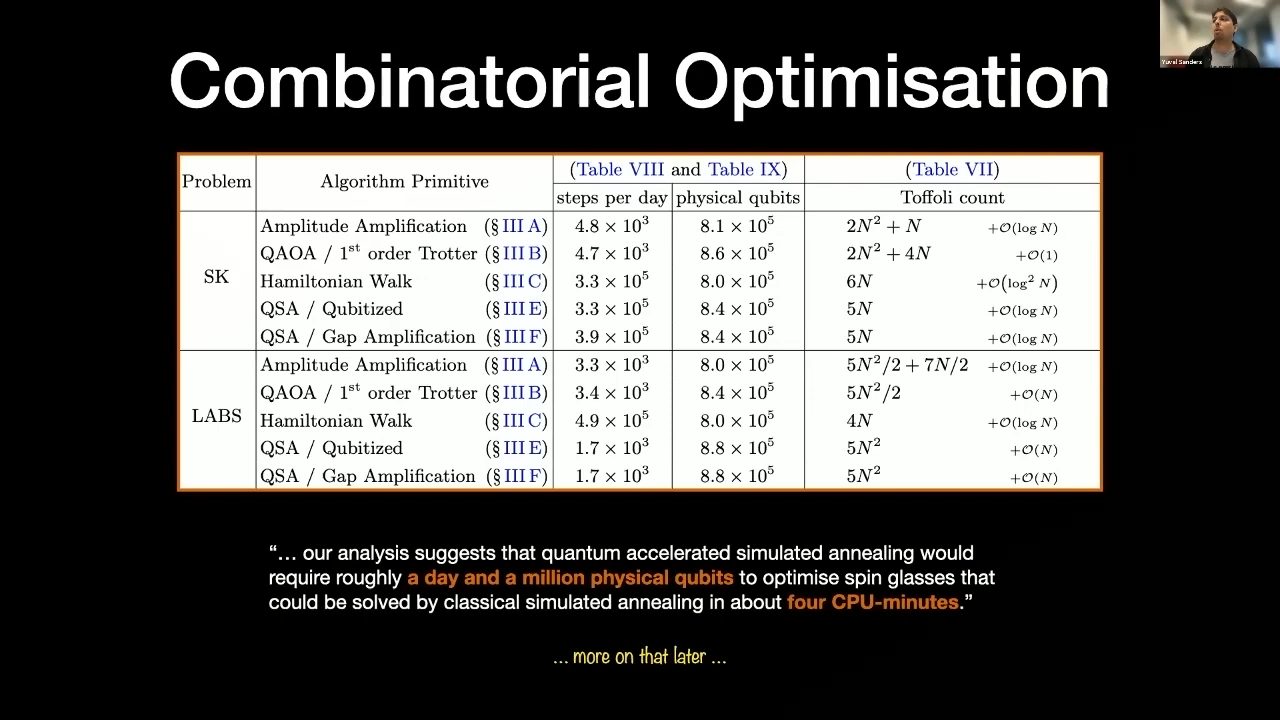 Yuval Sanders
Combinatorial Optimisation
Problem Algorithm Primitive (Table VIII and Table IX) (Table VII)
steps per day physical qubits Toffoli count
SK
Amplitude Amplification (§ III A) 4.8 × 10³ 8.1 × 10⁵ 2N² + N +O(log N)
QAOA / 1ˢᵗ order Trotter (§ III B) 4.7 × 10³ 8.6 × 10⁵ 2N² + 4N +O(1)
Hamiltonian Walk (§ III C) 3.3 × 10⁵ 8.0 × 10⁵ 6N +O(log² N)
QSA / Qubitized (§ III E) 3.3 × 10⁵ 8.4 × 10⁵ 5N +O(log N)
QSA / Gap Amplification (§ III F) 3.9 × 10⁵ 8.4 × 10⁵ 5N +O(log N)
LABS
Amplitude Amplification (§ III A) 3.3 × 10³ 8.0 × 10⁵ 5N²/2 + 7N/2 +O(log N)
QAOA / 1ˢᵗ order Trotter (§ III B) 3.4 × 10³ 8.4 × 10⁵ 5N²/2 +O(N)
Hamiltonian Walk (§ III C) 4.9 × 10⁵ 8.0 × 10⁵ 4N +O(log N)
QSA / Qubitized (§ III E) 1.7 × 10³ 8.8 × 10⁵ 5N² +O(N)
QSA / Gap Amplification (§ III F) 1.7 × 10³ 8.8 × 10⁵ 5N² +O(N)
“… our analysis suggests that quantum accelerated simulated annealing would
require roughly a day and a million physical qubits to optimise spin glasses that
could be solved by classical simulated annealing in about four CPU-minutes.”
… more on that later …